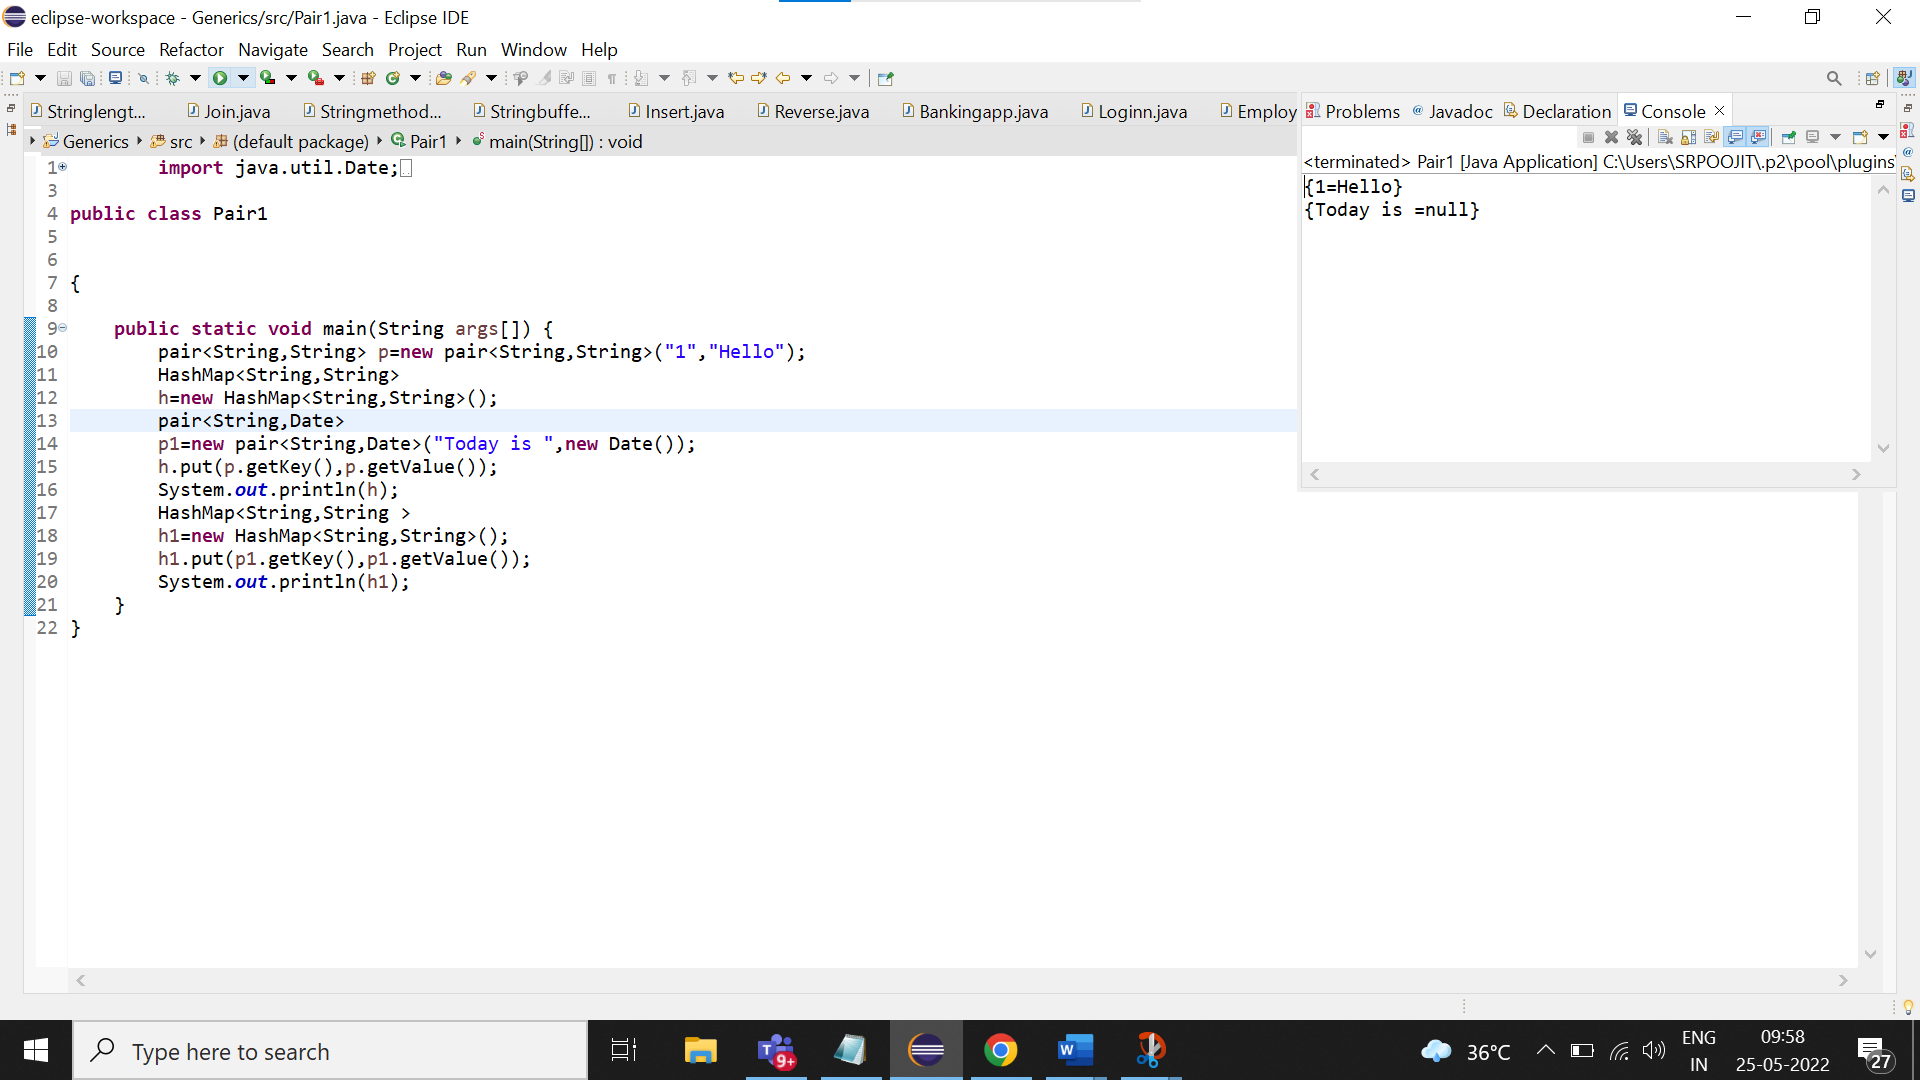 eclipse-workspace - Generics/src/Pair1.java - Eclipse IDE
File Edit Source Refactor Navigate Search Project Run Window Help
Stringlengt... Join.java Stringmethod... Stringbuffe... Insert.java Reverse.java Bankingapp.java Loginn.java Employ
Problems @ Javadoc Declaration Console
Generics src (default package) Pair1 main(String[]) : void
<terminated> Pair1 [Java Application] C:\Users\SRPOOJIT\.p2\pool\plugins\
{1=Hello}
{Today is =null}
1 import java.util.Date;
3
4 public class Pair1
5
6
7 {
8
9 public static void main(String args[]) {
10 pair<String,String> p=new pair<String,String>("1","Hello");
11 HashMap<String,String>
12 h=new HashMap<String,String>();
13 pair<String,Date>
14 p1=new pair<String,Date>("Today is ",new Date());
15 h.put(p.getKey(),p.getValue());
16 System.out.println(h);
17 HashMap<String,String >
18 h1=new HashMap<String,String>();
19 h1.put(p1.getKey(),p1.getValue());
20 System.out.println(h1);
21 }
22 }
Type here to search
9+
36°C
ENG
IN
09:58
25-05-2022
27